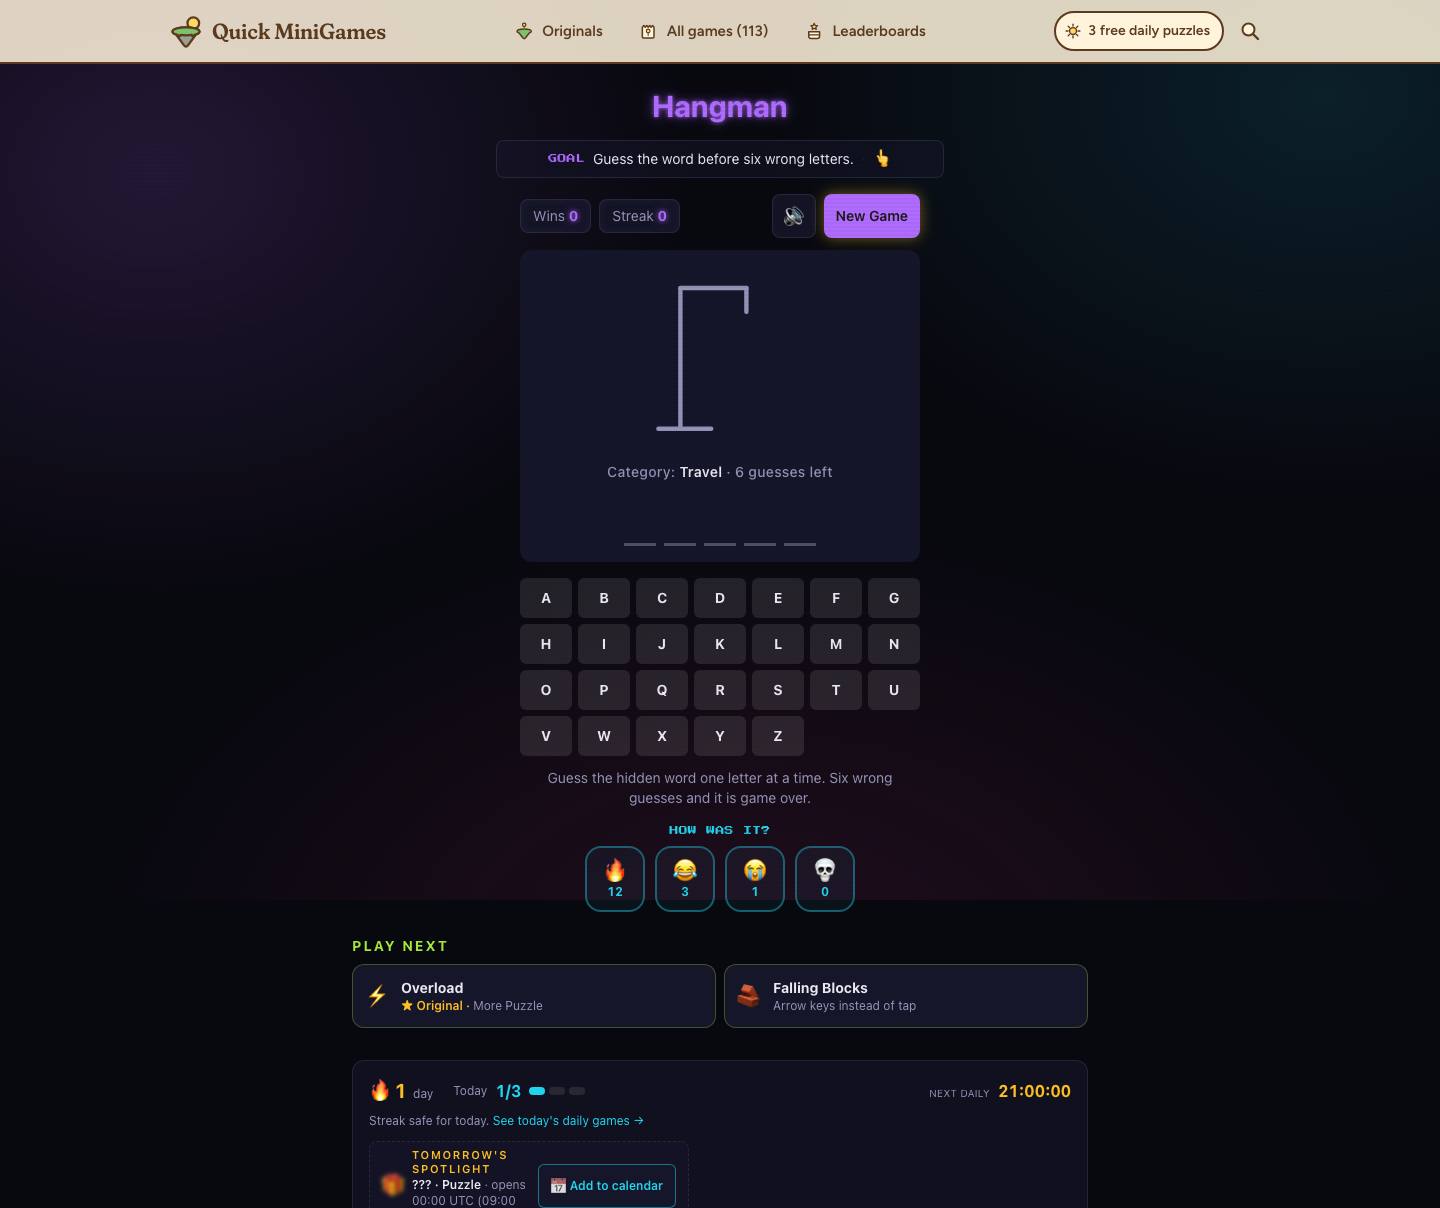 Quick MiniGames
Originals
All games (113)
Leaderboards
3 free daily puzzles
Hangman
GOAL Guess the word before six wrong letters.
Wins 0
Streak 0
New Game
Category: Travel · 6 guesses left
A B C D E F G
H I J K L M N
O P Q R S T U
V W X Y Z
Guess the hidden word one letter at a time. Six wrong
guesses and it is game over.
HOW WAS IT?
12 3 1 0
PLAY NEXT
Overload
Original · More Puzzle
Falling Blocks
Arrow keys instead of tap
1 day Today 1/3
NEXT DAILY 21:00:00
Streak safe for today. See today's daily games →
TOMORROW'S
SPOTLIGHT
??? · Puzzle · opens
00:00 UTC (09:00
Add to calendar